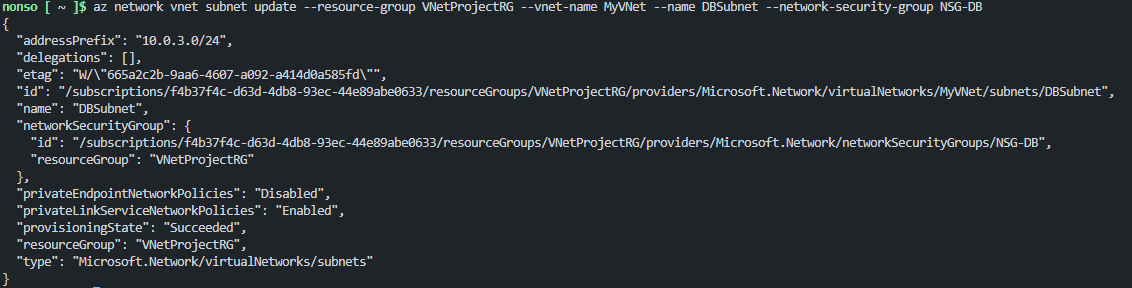 nonso [ ~ ]$ az network vnet subnet update --resource-group VNetProjectRG --vnet-name MyVNet --name DBSubnet --network-security-group NSG-DB
{
  "addressPrefix": "10.0.3.0/24",
  "delegations": [],
  "etag": "W/\"665a2c2b-9aa6-4607-a092-a414d0a585fd\"",
  "id": "/subscriptions/f4b37f4c-d63d-4db8-93ec-44e89abe0633/resourceGroups/VNetProjectRG/providers/Microsoft.Network/virtualNetworks/MyVNet/subnets/DBSubnet",
  "name": "DBSubnet",
  "networkSecurityGroup": {
    "id": "/subscriptions/f4b37f4c-d63d-4db8-93ec-44e89abe0633/resourceGroups/VNetProjectRG/providers/Microsoft.Network/networkSecurityGroups/NSG-DB",
    "resourceGroup": "VNetProjectRG"
  },
  "privateEndpointNetworkPolicies": "Disabled",
  "privateLinkServiceNetworkPolicies": "Enabled",
  "provisioningState": "Succeeded",
  "resourceGroup": "VNetProjectRG",
  "type": "Microsoft.Network/virtualNetworks/subnets"
}